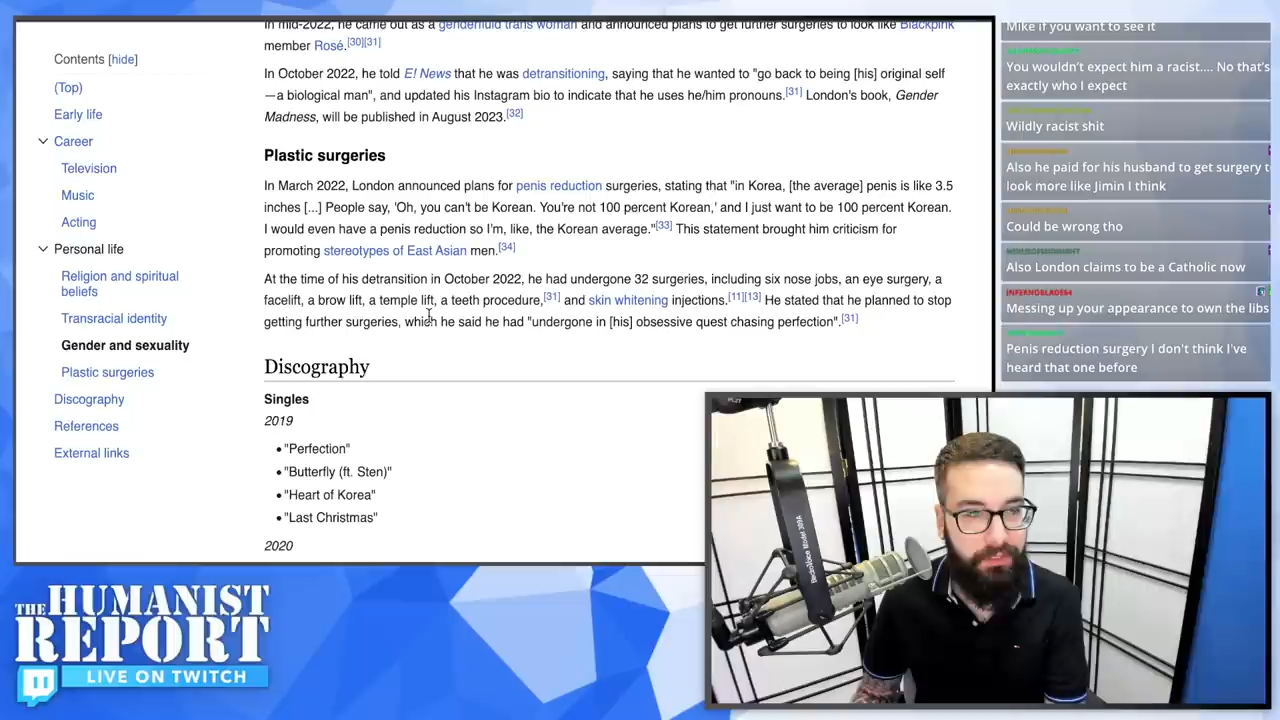 In mid-2022, he came out as a genderfluid trans woman and announced plans to get further surgeries to look like Blackpink
member Rosé.[30][31]
In October 2022, he told E! News that he was detransitioning, saying that he wanted to "go back to being [his] original self
—a biological man", and updated his Instagram bio to indicate that he uses he/him pronouns.[31] London's book, Gender
Madness, will be published in August 2023.[32]
Plastic surgeries
In March 2022, London announced plans for penis reduction surgeries, stating that "in Korea, [the average] penis is like 3.5
inches [...] People say, 'Oh, you can't be Korean. You're not 100 percent Korean,' and I just want to be 100 percent Korean.
I would even have a penis reduction so I'm, like, the Korean average."[33] This statement brought him criticism for
promoting stereotypes of East Asian men.[34]
At the time of his detransition in October 2022, he had undergone 32 surgeries, including six nose jobs, an eye surgery, a
facelift, a brow lift, a temple lift, a teeth procedure,[31] and skin whitening injections.[11][13] He stated that he planned to stop
getting further surgeries, which he said he had "undergone in [his] obsessive quest chasing perfection".[31]
Discography
Singles
2019
• "Perfection"
• "Butterfly (ft. Sten)"
• "Heart of Korea"
• "Last Christmas"
2020
Contents [hide]
(Top)
Early life
Career
Television
Music
Acting
Personal life
Religion and spiritual
beliefs
Transracial identity
Gender and sexuality
Plastic surgeries
Discography
References
External links
Mike if you want to see it
You wouldn't expect him a racist.... No that's
exactly who I expect
Wildly racist shit
Also he paid for his husband to get surgery t
look more like Jimin I think
Could be wrong tho
Also London claims to be a Catholic now
INFERNOBLADE64
Messing up your appearance to own the libs
Penis reduction surgery I don't think I've
heard that one before
THE
HUMANIST
REPORT
LIVE ON TWITCH